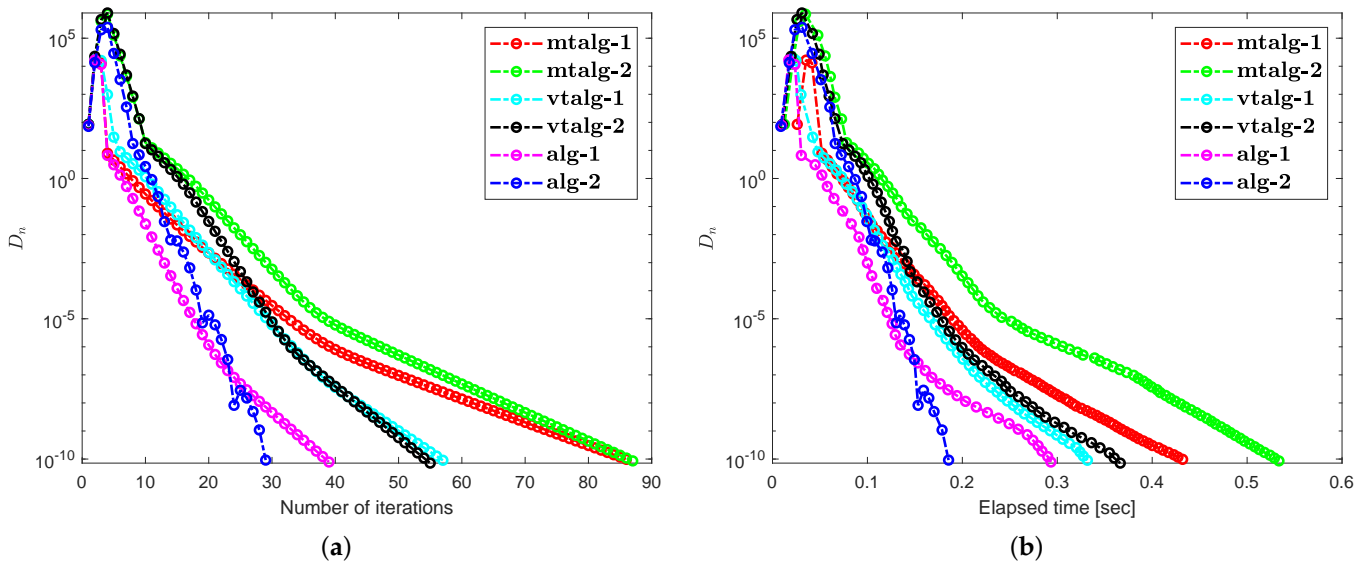 10^5
10^0
10^-5
10^-10
D_n
0 10 20 30 40 50 60 70 80 90
Number of iterations
mtalg-1
mtalg-2
vtalg-1
vtalg-2
alg-1
alg-2
(a)
10^5
10^0
10^-5
10^-10
D_n
0 0.1 0.2 0.3 0.4 0.5 0.6
Elapsed time [sec]
mtalg-1
mtalg-2
vtalg-1
vtalg-2
alg-1
alg-2
(b)